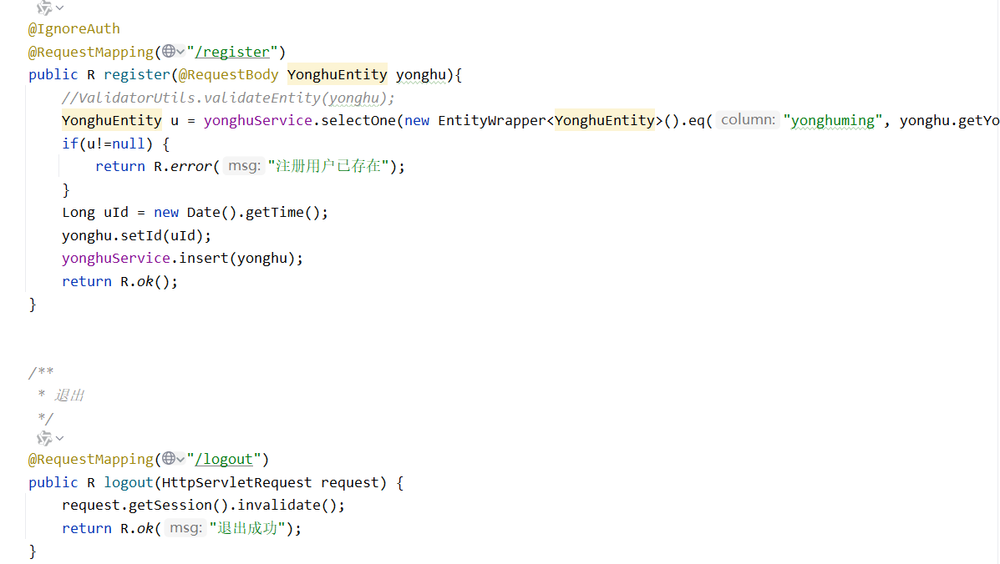 @IgnoreAuth
@RequestMapping("/register")
public R register(@RequestBody YonghuEntity yonghu){
//ValidatorUtils.validateEntity(yonghu);
YonghuEntity u = yonghuService.selectOne(new EntityWrapper<YonghuEntity>().eq( column: "yonghuming", yonghu.getYo
if(u!=null) {
return R.error( msg: "注册用户已存在");
}
Long uId = new Date().getTime();
yonghu.setId(uId);
yonghuService.insert(yonghu);
return R.ok();
}
/**
* 退出
*/
@RequestMapping("/logout")
public R logout(HttpServletRequest request) {
request.getSession().invalidate();
return R.ok( msg: "退出成功");
}